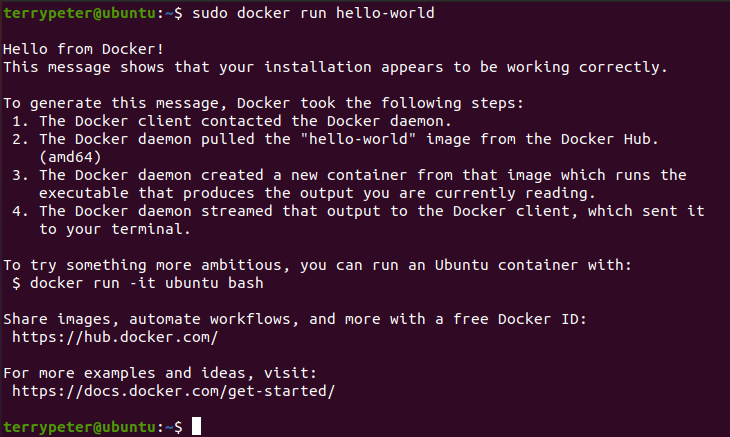 terrypeter@ubuntu:~$ sudo docker run hello-world
Hello from Docker!
This message shows that your installation appears to be working correctly.
To generate this message, Docker took the following steps:
1. The Docker client contacted the Docker daemon.
2. The Docker daemon pulled the "hello-world" image from the Docker Hub.
(amd64)
3. The Docker daemon created a new container from that image which runs the
executable that produces the output you are currently reading.
4. The Docker daemon streamed that output to the Docker client, which sent it
to your terminal.
To try something more ambitious, you can run an Ubuntu container with:
$ docker run -it ubuntu bash
Share images, automate workflows, and more with a free Docker ID:
https://hub.docker.com/
For more examples and ideas, visit:
https://docs.docker.com/get-started/
terrypeter@ubuntu:~$